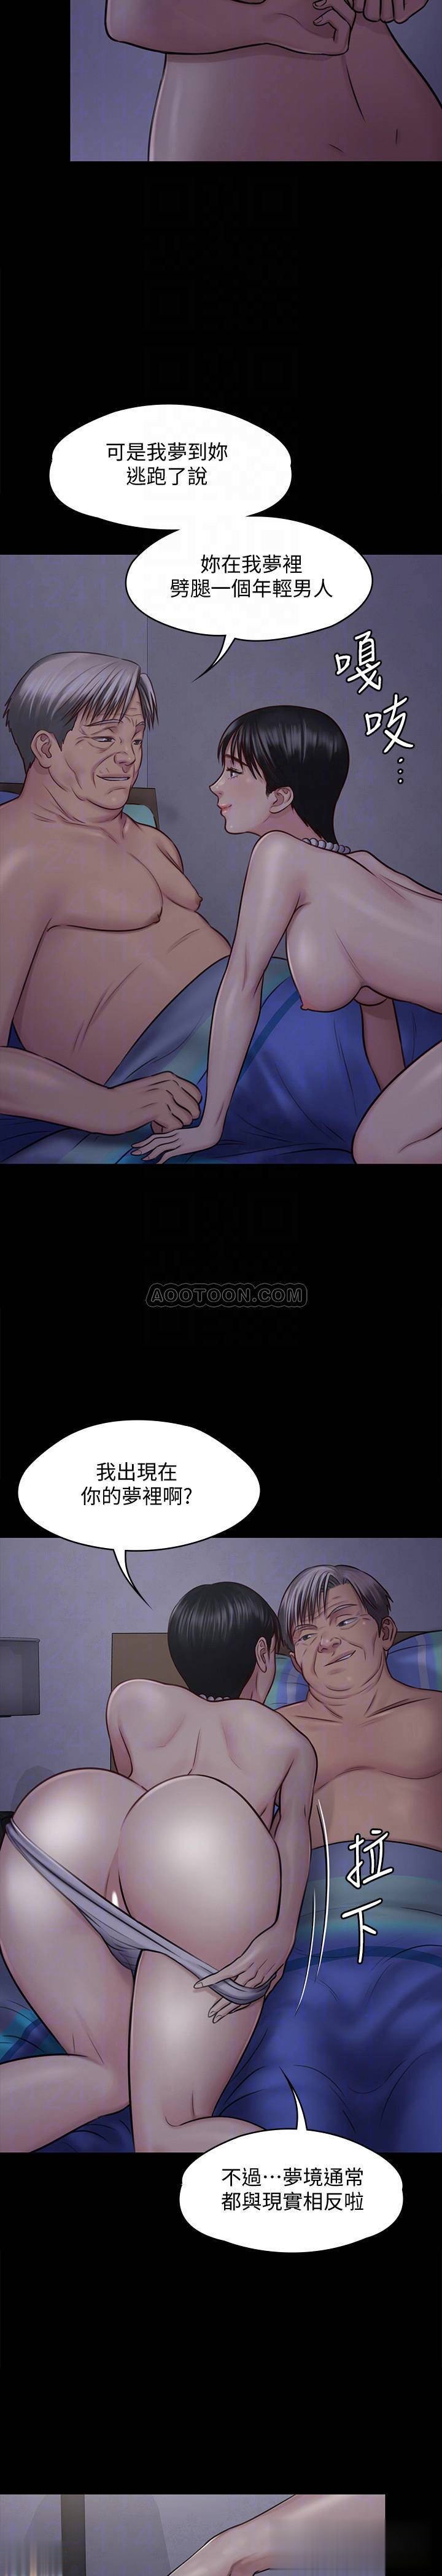 可是我夢到妳
逃跑了說
妳在我夢裡
劈腿一個年輕男人
嘎
吱
⋮
AOOTOON.COM
我出現在
你的夢裡啊?
拉
下
不過…夢境通常
都與現實相反啦